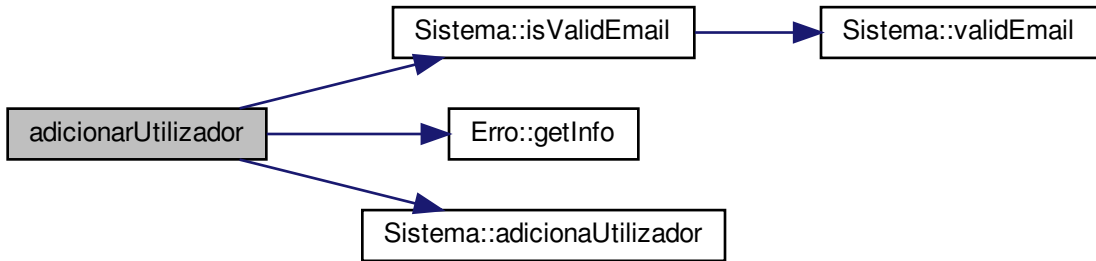 Sistema::isValidEmail
Sistema::validEmail
adicionarUtilizador
Erro::getInfo
Sistema::adicionaUtilizador